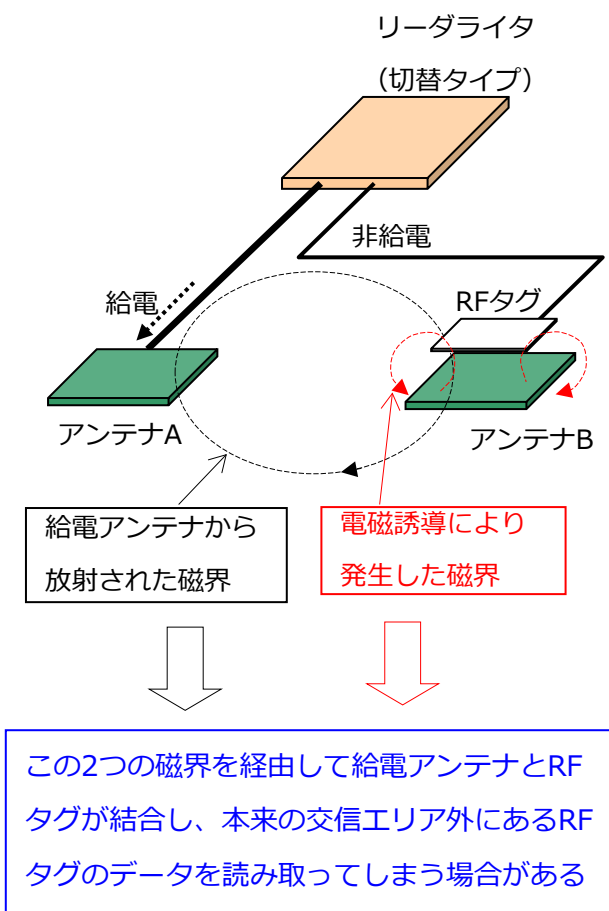 リーダライタ
（切替タイプ）
非給電
給電
RFタグ
アンテナA
アンテナB
給電アンテナから
放射された磁界
電磁誘導により
発生した磁界
この2つの磁界を経由して給電アンテナとRF
タグが結合し、本来の交信エリア外にあるRF
タグのデータを読み取ってしまう場合がある